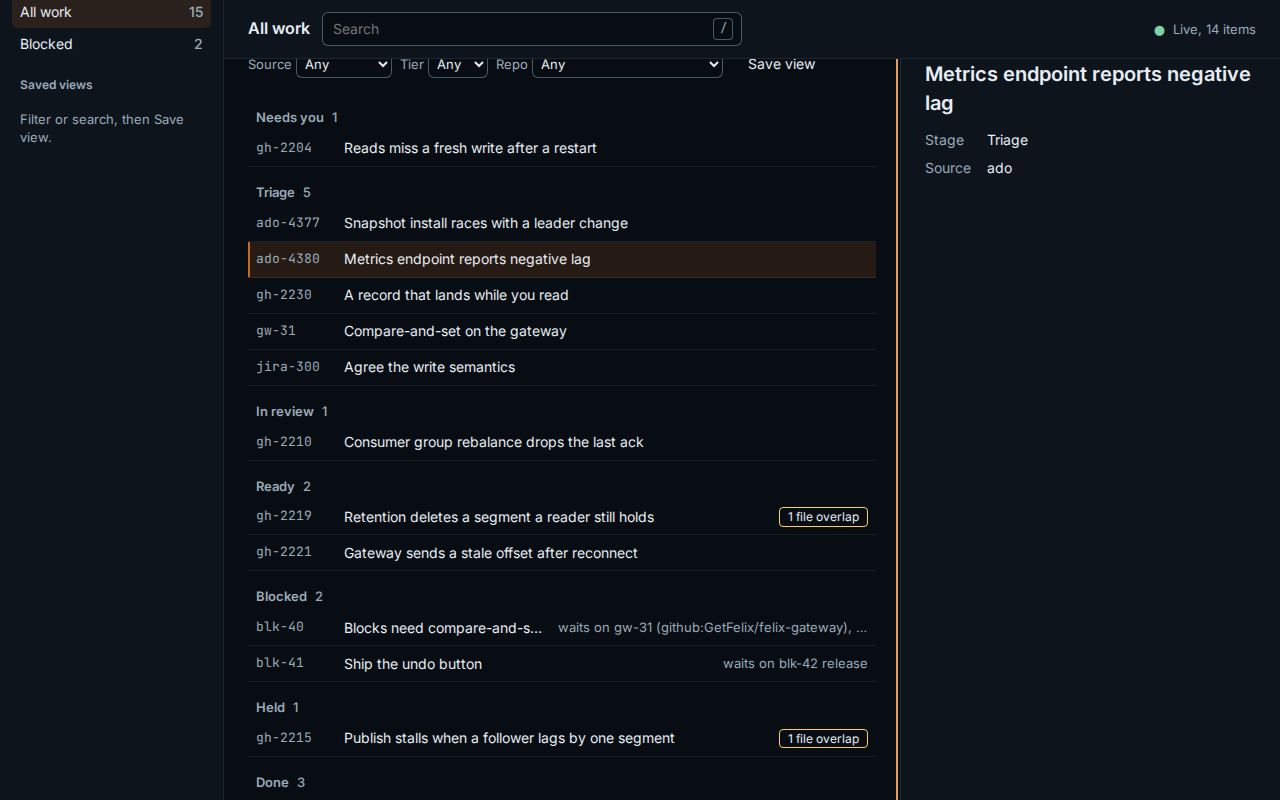 All work 15
Blocked 2
Saved views
Filter or search, then Save
view.
All work
Search
/
Live, 14 items
Source Any Tier Any Repo Any Save view
Needs you 1
gh-2204 Reads miss a fresh write after a restart
Triage 5
ado-4377 Snapshot install races with a leader change
ado-4380 Metrics endpoint reports negative lag
gh-2230 A record that lands while you read
gw-31 Compare-and-set on the gateway
jira-300 Agree the write semantics
In review 1
gh-2210 Consumer group rebalance drops the last ack
Ready 2
gh-2219 Retention deletes a segment a reader still holds 1 file overlap
gh-2221 Gateway sends a stale offset after reconnect
Blocked 2
blk-40 Blocks need compare-and-s... waits on gw-31 (github:GetFelix/felix-gateway), ...
blk-41 Ship the undo button waits on blk-42 release
Held 1
gh-2215 Publish stalls when a follower lags by one segment 1 file overlap
Done 3
Metrics endpoint reports negative
lag
Stage Triage
Source ado